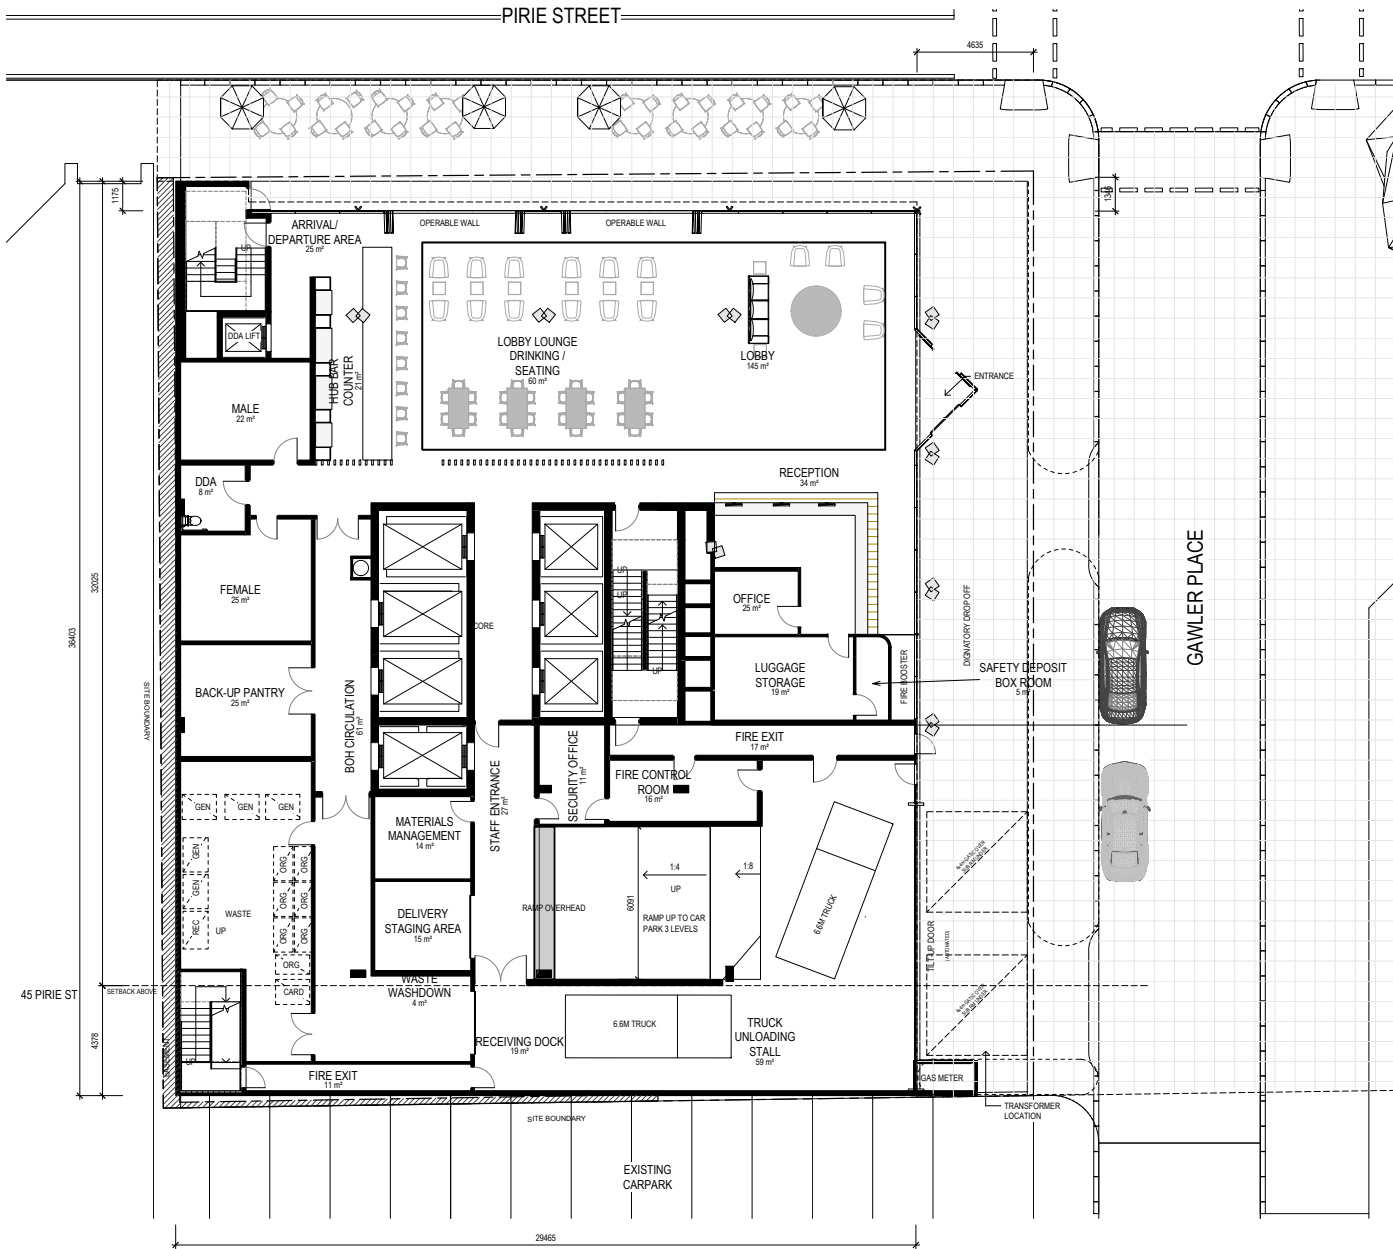 PIRIE STREET
4635
1175
1346
OPERABLE WALL
OPERABLE WALL
ARRIVAL/
DEPARTURE AREA
25 m²
UP
DDA LIFT
HUB BAR
COUNTER
21 m²
LOBBY LOUNGE
DRINKING /
SEATING
60 m²
LOBBY
145 m²
ENTRANCE
MALE
22 m²
DDA
8 m²
RECEPTION
34 m²
FEMALE
25 m²
CORE
UP
UP
UP
OFFICE
25 m²
LUGGAGE
STORAGE
19 m²
FIRE BOOSTER
DIGNATORY DROP OFF
SAFETY DEPOSIT
BOX ROOM
5 m²
GAWLER PLACE
36403
32025
4378
SITE BOUNDARY
BACK-UP PANTRY
25 m²
BOH CIRCULATION
61 m²
STAFF ENTRANCE
27 m²
SECURITY OFFICE
11 m²
FIRE EXIT
17 m²
FIRE CONTROL
ROOM
16 m²
GEN
GEN
GEN
GEN
GEN
REC
ORG
ORG
ORG
ORG
ORG
ORG
ORG
CARD
WASTE
UP
MATERIALS
MANAGEMENT
14 m²
DELIVERY
STAGING AREA
15 m²
WASTE
WASHDOWN
4 m²
RAMP OVERHEAD
6091
1:4
UP
1:8
RAMP UP TO CAR
PARK 3 LEVELS
6.6M TRUCK
6.6M TRUCK
TILT UP DOOR
(AUTOMATED)
45 PIRIE ST
SETBACK ABOVE
UP
RECEIVING DOCK
19 m²
TRUCK
UNLOADING
STALL
59 m²
FIRE EXIT
11 m²
GAS METER
TRANSFORMER
LOCATION
SITE BOUNDARY
EXISTING
CARPARK
29465